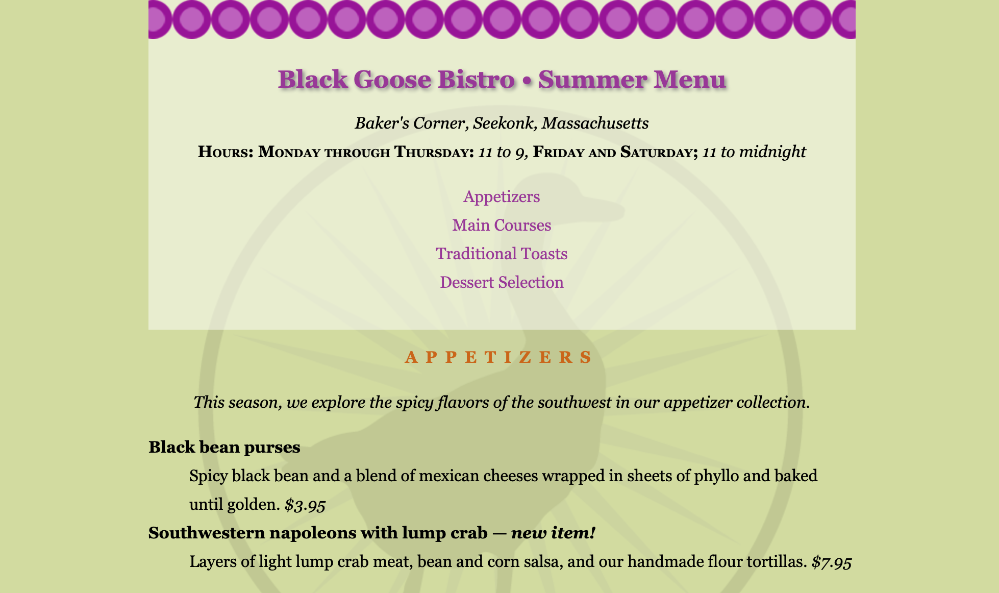 Black Goose Bistro • Summer Menu
Baker's Corner, Seekonk, Massachusetts
Hours: Monday through Thursday: 11 to 9, Friday and Saturday; 11 to midnight
Appetizers
Main Courses
Traditional Toasts
Dessert Selection
APPETIZERS
This season, we explore the spicy flavors of the southwest in our appetizer collection.
Black bean purses
Spicy black bean and a blend of mexican cheeses wrapped in sheets of phyllo and baked
until golden. $3.95
Southwestern napoleons with lump crab — new item!
Layers of light lump crab meat, bean and corn salsa, and our handmade flour tortillas. $7.95